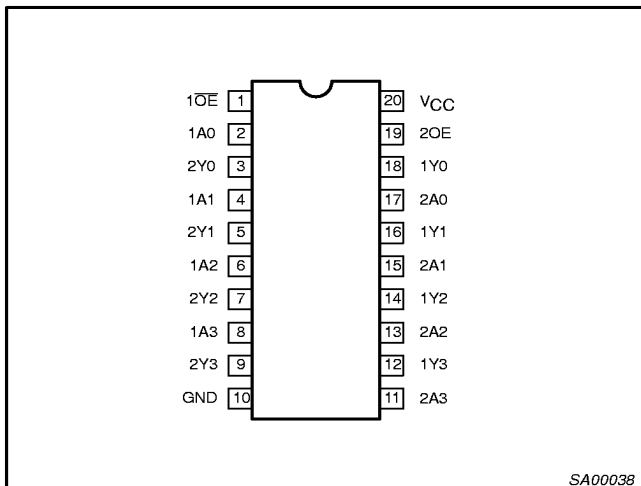 1O̅E̅ 1 20 VCC
1A0 2 19 2OE
2Y0 3 18 1Y0
1A1 4 17 2A0
2Y1 5 16 1Y1
1A2 6 15 2A1
2Y2 7 14 1Y2
1A3 8 13 2A2
2Y3 9 12 1Y3
GND 10 11 2A3
SA00038